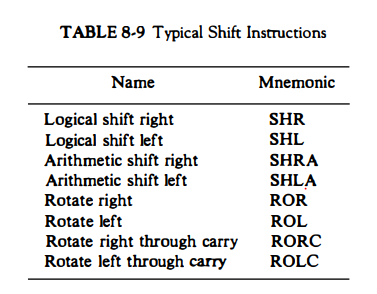 TABLE 8-9 Typical Shift Instructions
Name Mnemonic
Logical shift right SHR
Logical shift left SHL
Arithmetic shift right SHRA
Arithmetic shift left SHLA
Rotate right ROR
Rotate left ROL
Rotate right through carry RORC
Rotate left through carry ROLC